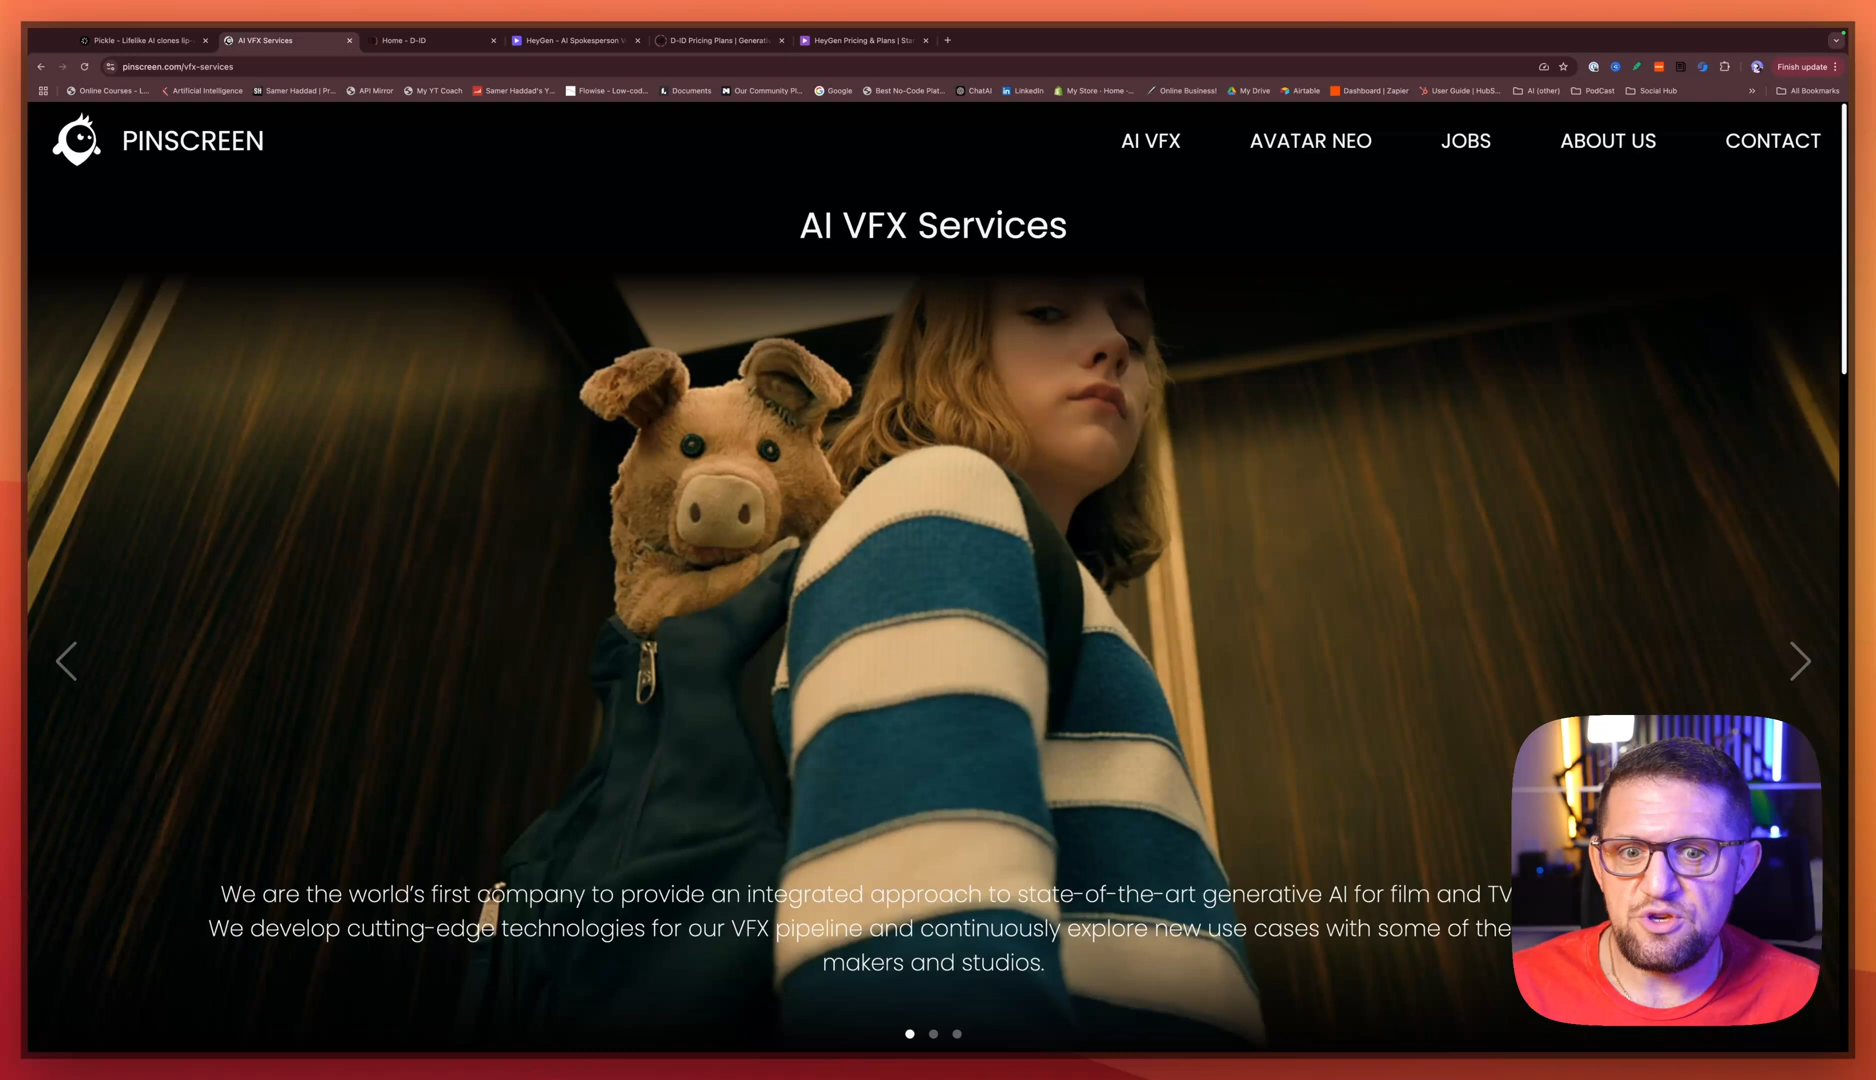 Pickle - Lifelike AI clones lip-
AI VFX Services
Home - D-ID
HeyGen - AI Spokesperson V
D-ID Pricing Plans | Generati
HeyGen Pricing & Plans | Sta
pinscreen.com/vfx-services
Finish update
Online Courses - L...
Artificial Intelligence
SH Samer Haddad | Pr...
API Mirror
My YT Coach
Samer Haddad's Y...
Flowise - Low-cod...
Documents
Our Community Pl...
Google
Best No-Code Plat...
ChatAI
LinkedIn
My Store · Home ·...
Online Business!
My Drive
Airtable
Dashboard | Zapier
User Guide | HubS...
AI (other)
PodCast
Social Hub
All Bookmarks
PINSCREEN
AI VFX
AVATAR NEO
JOBS
ABOUT US
CONTACT
AI VFX Services
We are the world's first company to provide an integrated approach to state-of-the-art generative AI for film and TV
We develop cutting-edge technologies for our VFX pipeline and continuously explore new use cases with some of the
makers and studios.